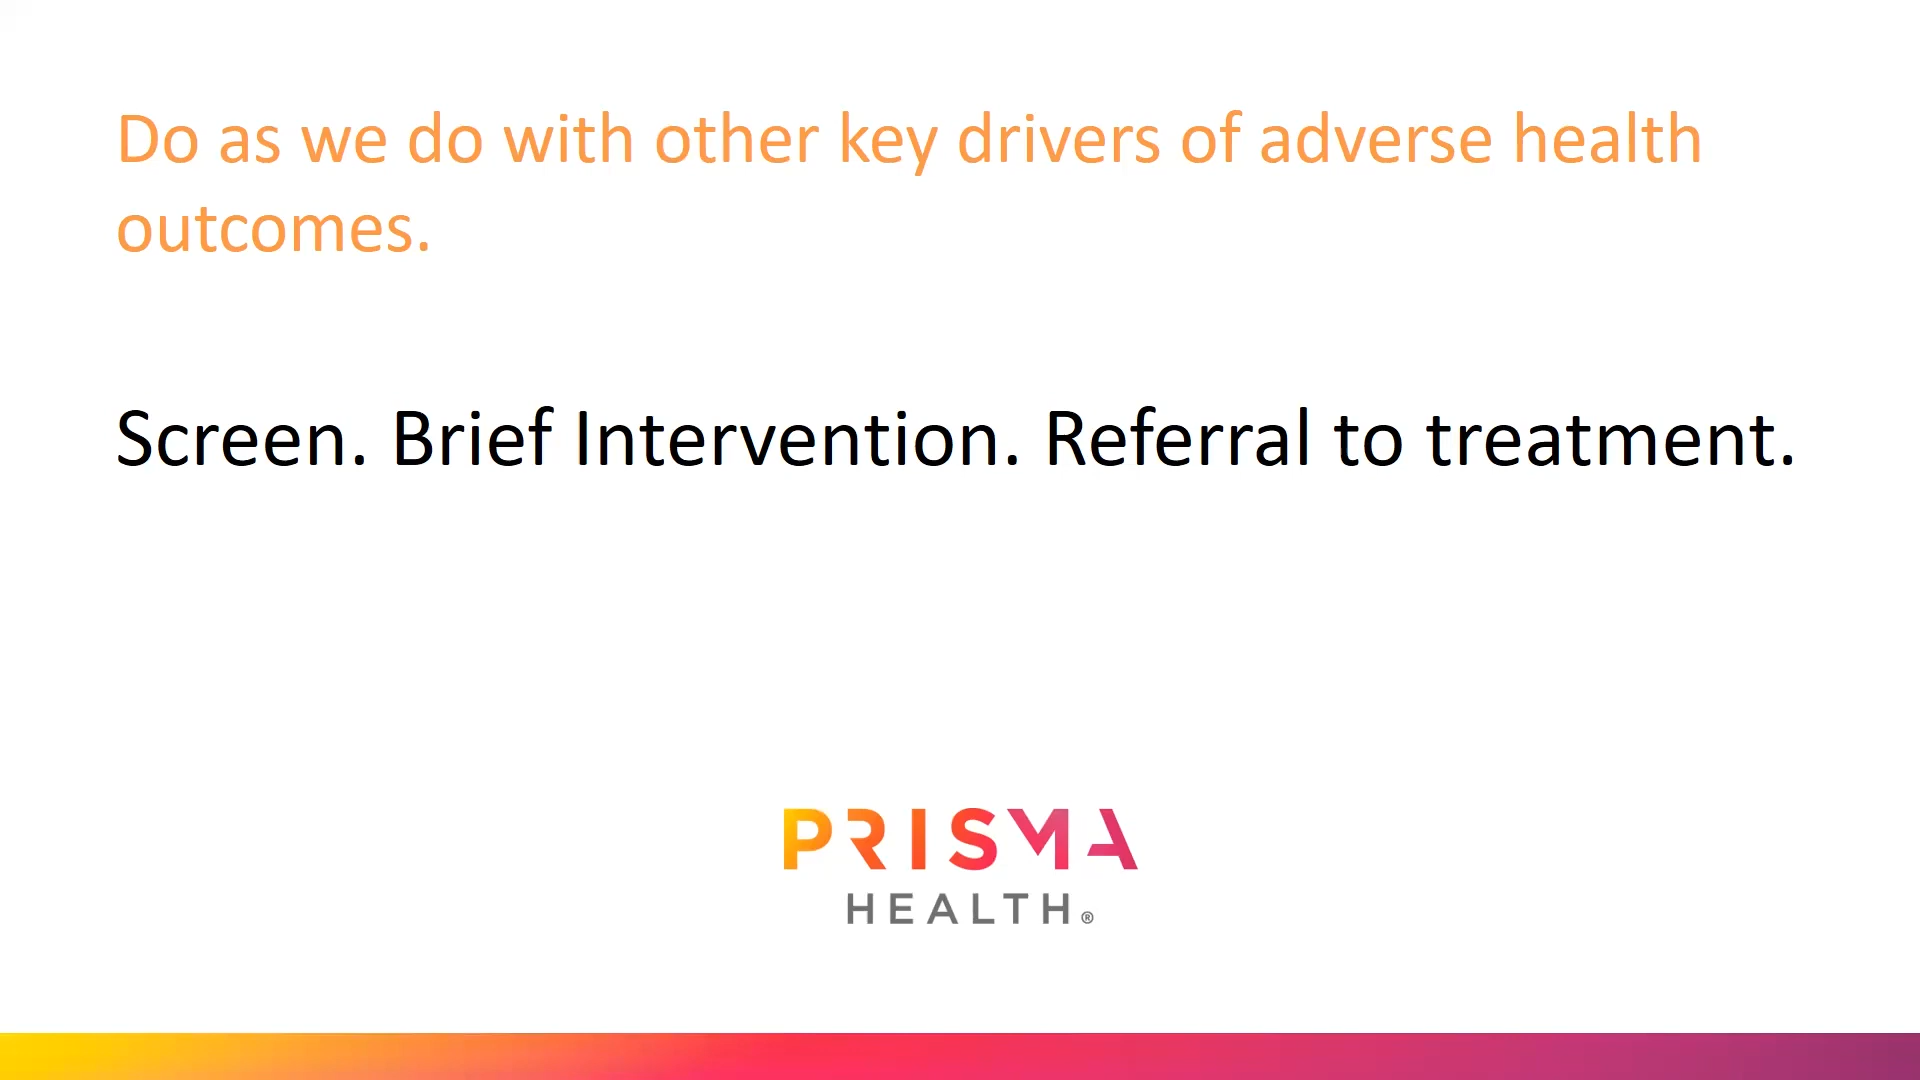 Do as we do with other key drivers of adverse health
outcomes.
Screen. Brief Intervention. Referral to treatment.
PRISMA
HEALTH®